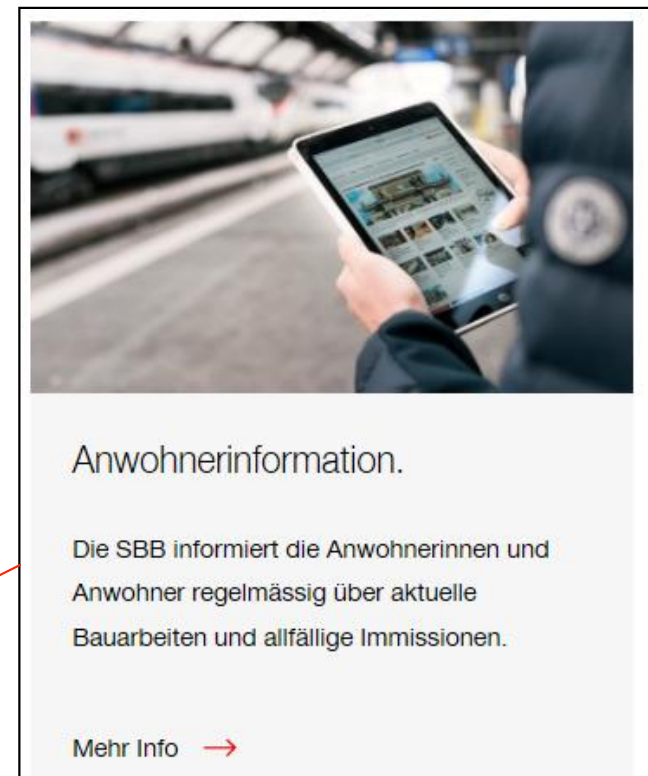 Anwohnerinformation.
Die SBB informiert die Anwohnerinnen und
Anwohner regelmässig über aktuelle
Bauarbeiten und allfällige Immissionen.
Mehr Info →